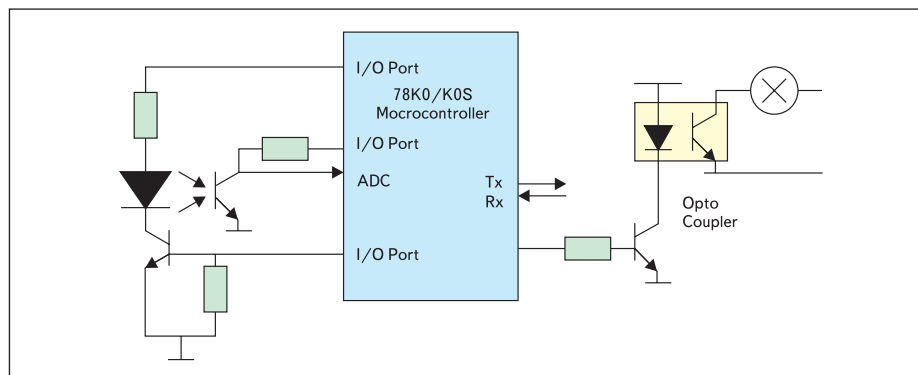 I/O Port
78K0/K0S
Mocrocontroller
I/O Port
ADC
Tx
Rx
I/O Port
Opto
Coupler